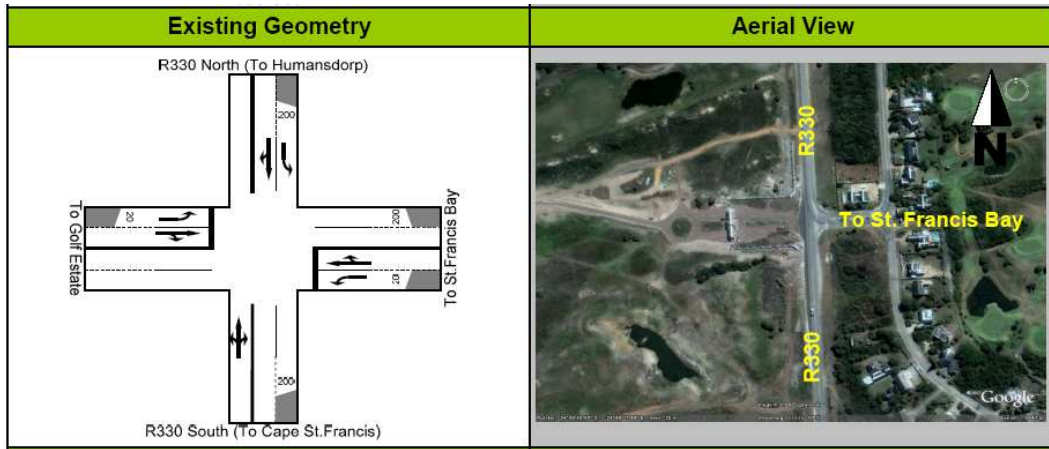 Existing Geometry
Aerial View
R330 North (To Humansdorp)
200
To Golf Estate
20
200
To St.Francis Bay
20
200
R330 South (To Cape St.Francis)
R330
N
To St. Francis Bay
R330
Google